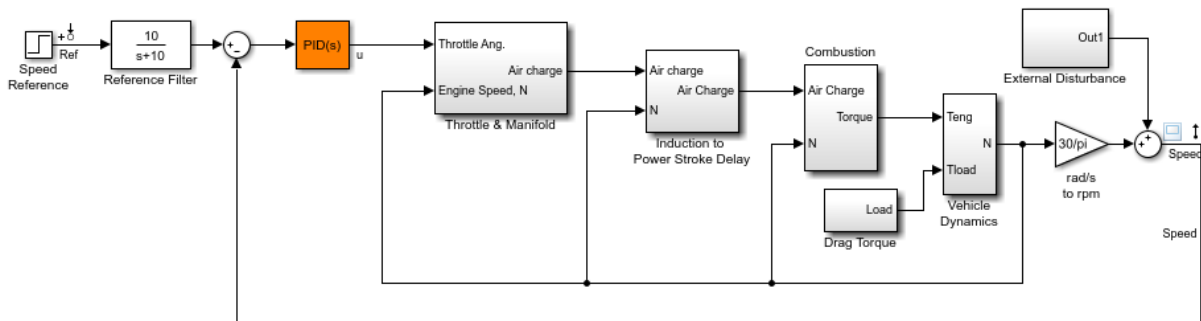 Ref
Speed
Reference
10
s+10
Reference Filter
+
−
PID(s)
u
Throttle Ang.
Engine Speed, N
Air charge
Throttle & Manifold
Air charge
N
Air Charge
Induction to
Power Stroke Delay
Combustion
Air Charge
N
Torque
Load
Drag Torque
Teng
Tload
N
Vehicle
Dynamics
30/pi
rad/s
to rpm
Out1
External Disturbance
+
+
Speed
Speed